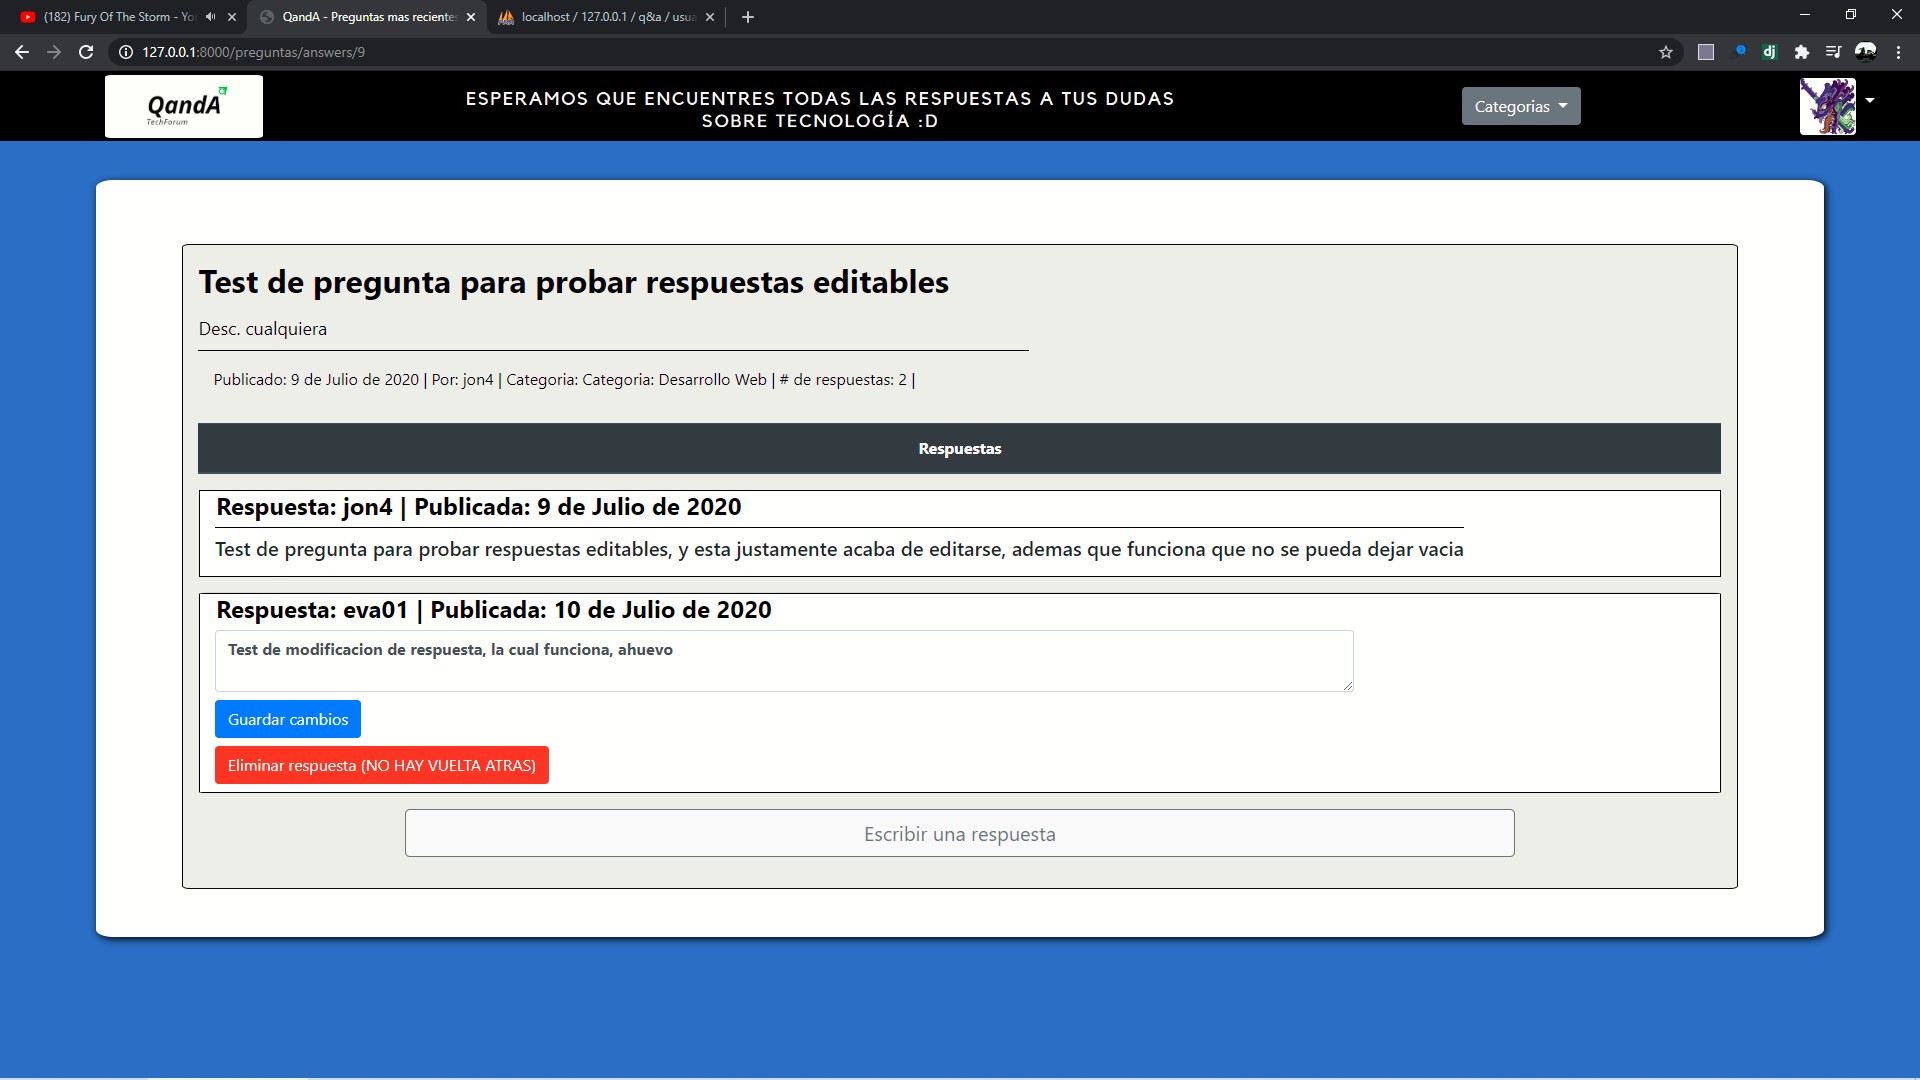 (182) Fury Of The Storm - Yo
QandA - Preguntas mas recientes
localhost / 127.0.0.1 / q&a / usua
127.0.0.1:8000/preguntas/answers/9
dj
QandA
TechForum
ESPERAMOS QUE ENCUENTRES TODAS LAS RESPUESTAS A TUS DUDAS
SOBRE TECNOLOGÍA :D
Categorias
Test de pregunta para probar respuestas editables
Desc. cualquiera
Publicado: 9 de Julio de 2020 | Por: jon4 | Categoria: Categoria: Desarrollo Web | # de respuestas: 2 |
Respuestas
Respuesta: jon4 | Publicada: 9 de Julio de 2020
Test de pregunta para probar respuestas editables, y esta justamente acaba de editarse, ademas que funciona que no se pueda dejar vacia
Respuesta: eva01 | Publicada: 10 de Julio de 2020
Test de modificacion de respuesta, la cual funciona, ahuevo
Guardar cambios
Eliminar respuesta (NO HAY VUELTA ATRAS)
Escribir una respuesta